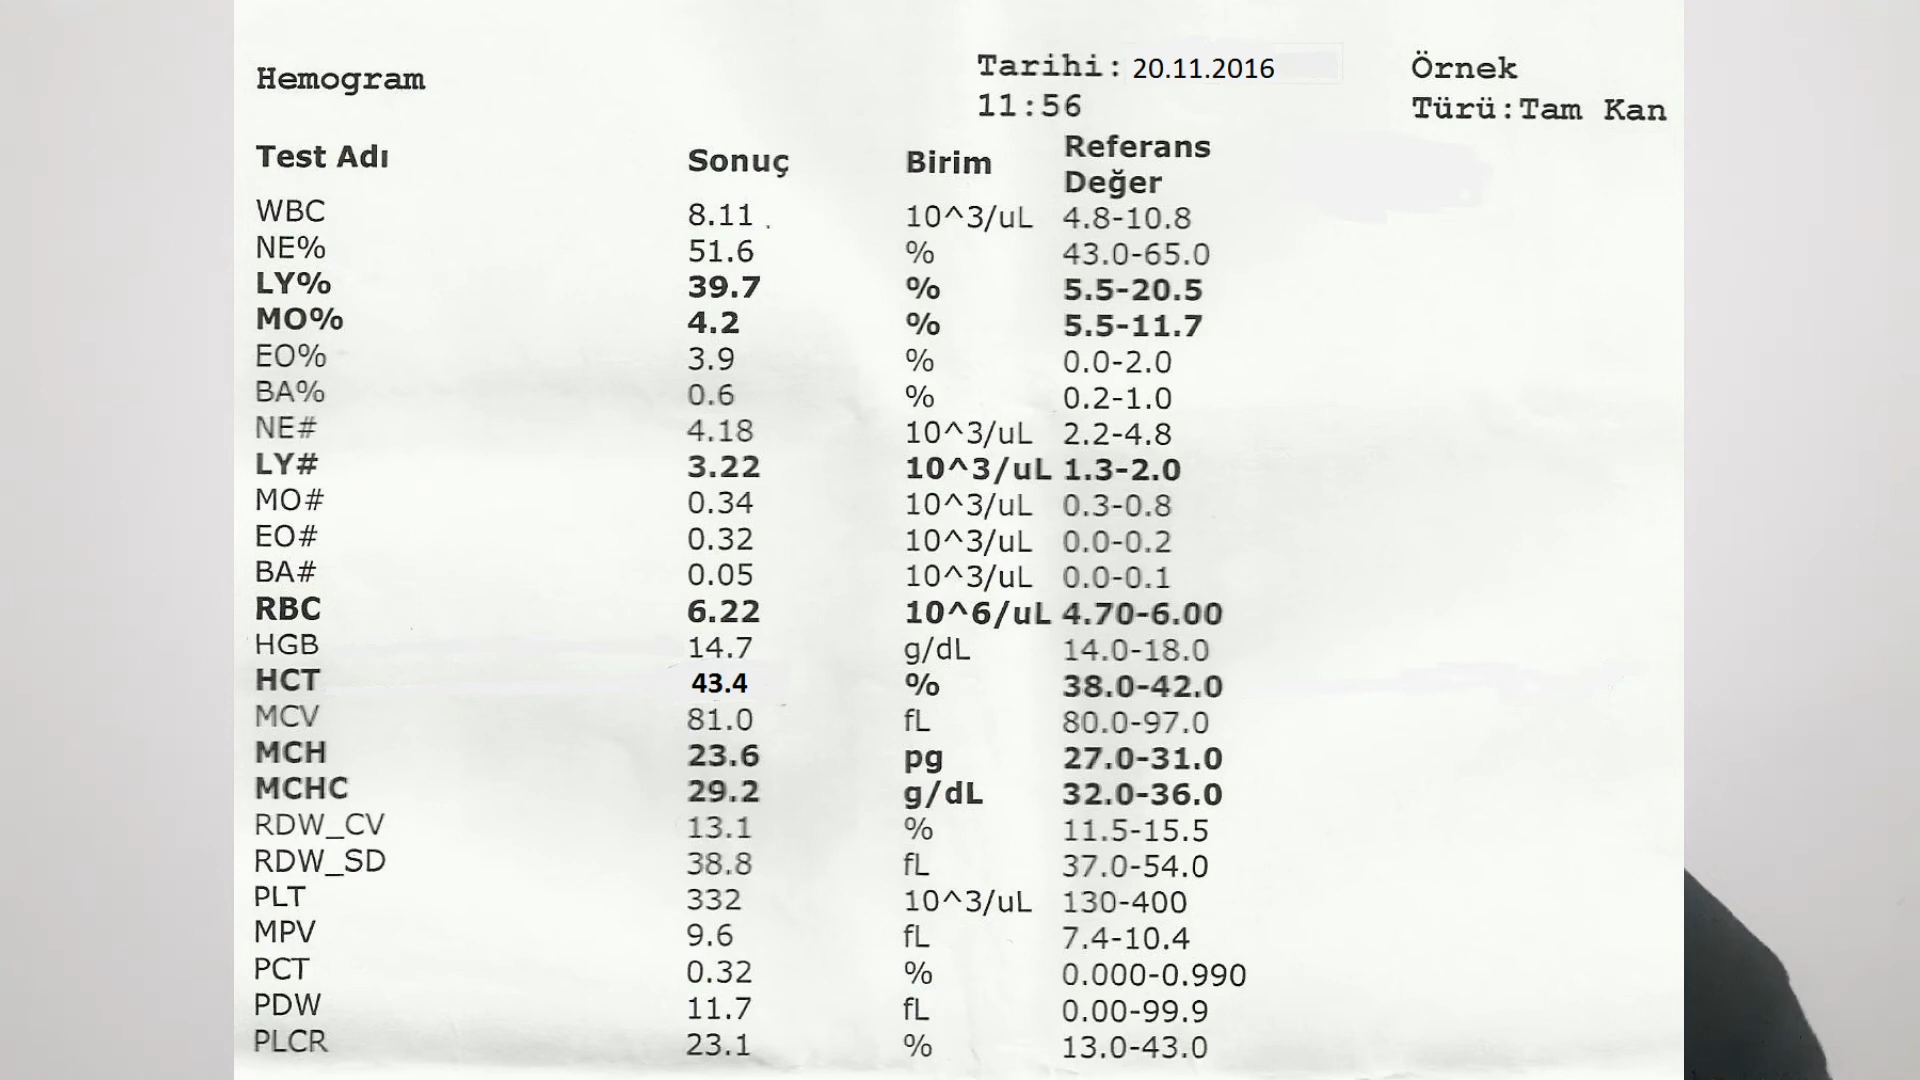 Hemogram Tarihi: 20.11.2016 Örnek
11:56 Türü:Tam Kan
Test Adı Sonuç Birim Referans Değer
WBC 8.11 10^3/uL 4.8-10.8
NE% 51.6 % 43.0-65.0
LY% 39.7 % 5.5-20.5
MO% 4.2 % 5.5-11.7
EO% 3.9 % 0.0-2.0
BA% 0.6 % 0.2-1.0
NE# 4.18 10^3/uL 2.2-4.8
LY# 3.22 10^3/uL 1.3-2.0
MO# 0.34 10^3/uL 0.3-0.8
EO# 0.32 10^3/uL 0.0-0.2
BA# 0.05 10^3/uL 0.0-0.1
RBC 6.22 10^6/uL 4.70-6.00
HGB 14.7 g/dL 14.0-18.0
HCT 43.4 % 38.0-42.0
MCV 81.0 fL 80.0-97.0
MCH 23.6 pg 27.0-31.0
MCHC 29.2 g/dL 32.0-36.0
RDW_CV 13.1 % 11.5-15.5
RDW_SD 38.8 fL 37.0-54.0
PLT 332 10^3/uL 130-400
MPV 9.6 fL 7.4-10.4
PCT 0.32 % 0.000-0.990
PDW 11.7 fL 0.00-99.9
PLCR 23.1 % 13.0-43.0